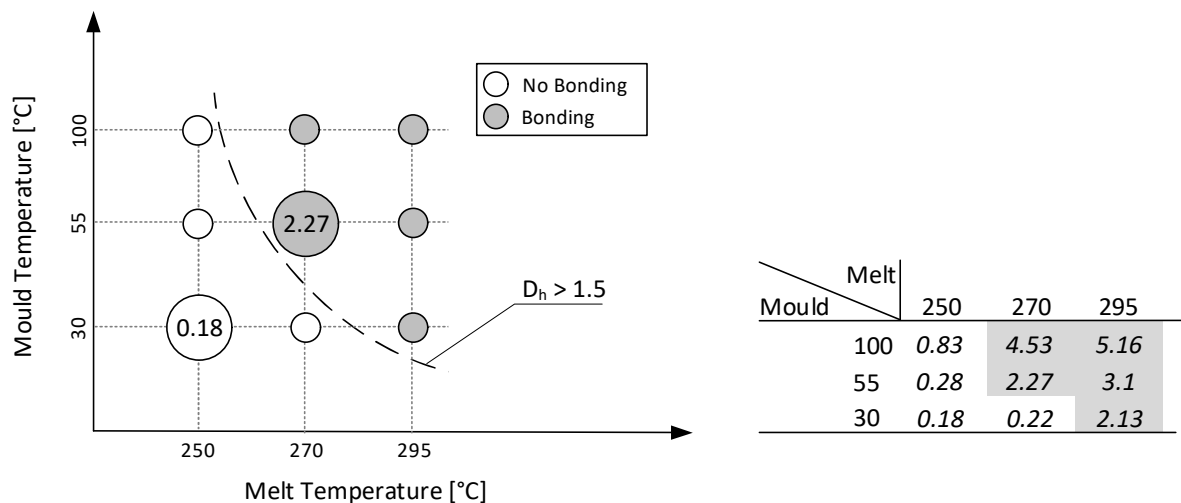 No Bonding
Bonding
Mould Temperature [°C]
100
55
30
2.27
0.18
D_h > 1.5
250 270 295
Melt Temperature [°C]
Melt
Mould 250 270 295
100 0.83 4.53 5.16
55 0.28 2.27 3.1
30 0.18 0.22 2.13